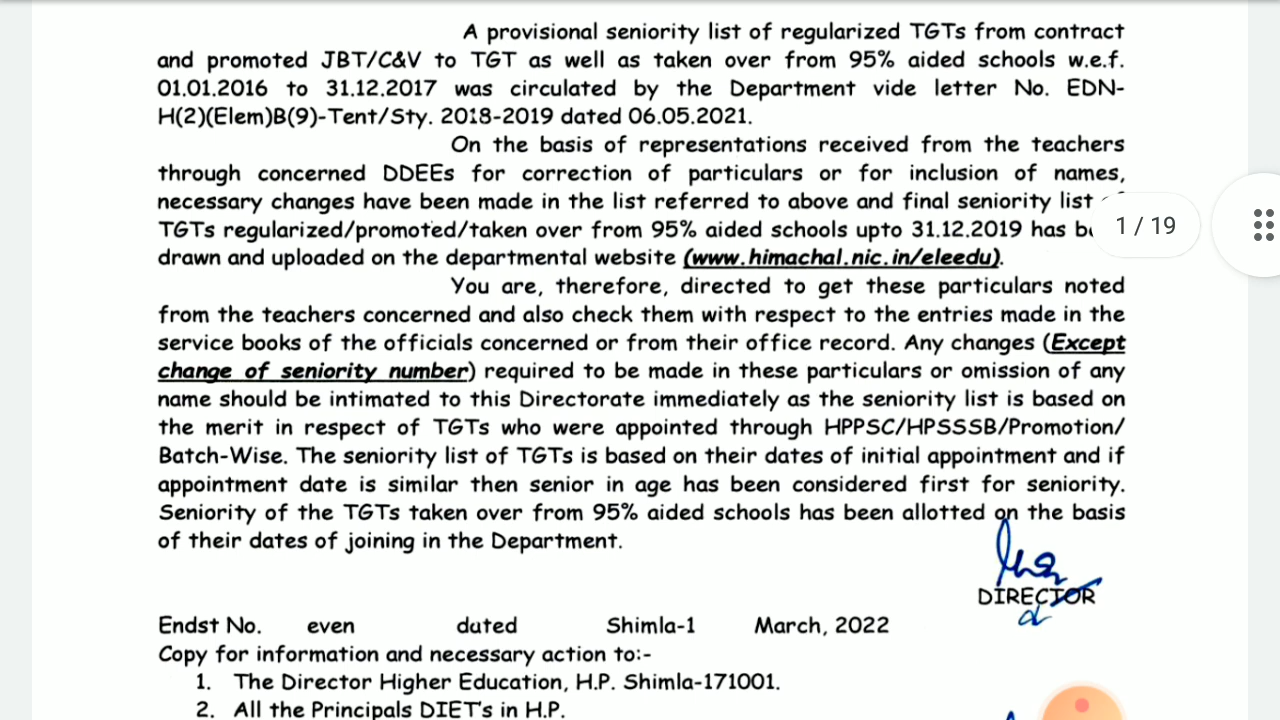 A provisional seniority list of regularized TGTs from contract
and promoted JBT/C&V to TGT as well as taken over from 95% aided schools w.e.f.
01.01.2016 to 31.12.2017 was circulated by the Department vide letter No. EDN-
H(2)(Elem)B(9)-Tent/Sty. 2018-2019 dated 06.05.2021.
On the basis of representations received from the teachers
through concerned DDEEs for correction of particulars or for inclusion of names,
necessary changes have been made in the list referred to above and final seniority list
TGTs regularized/promoted/taken over from 95% aided schools upto 31.12.2019 has
1 / 19
drawn and uploaded on the departmental website (www.himachal.nic.in/eleedu).
You are, therefore, directed to get these particulars noted
from the teachers concerned and also check them with respect to the entries made in the
service books of the officials concerned or from their office record. Any changes (Except
change of seniority number) required to be made in these particulars or omission of any
name should be intimated to this Directorate immediately as the seniority list is based on
the merit in respect of TGTs who were appointed through HPPSC/HPSSSB/Promotion/
Batch-Wise. The seniority list of TGTs is based on their dates of initial appointment and if
appointment date is similar then senior in age has been considered first for seniority.
Seniority of the TGTs taken over from 95% aided schools has been allotted on the basis
of their dates of joining in the Department.
DIRECTOR
Endst No. even dated Shimla-1 March, 2022
Copy for information and necessary action to:-
1. The Director Higher Education, H.P. Shimla-171001.
2. All the Principals DIET's in H.P.